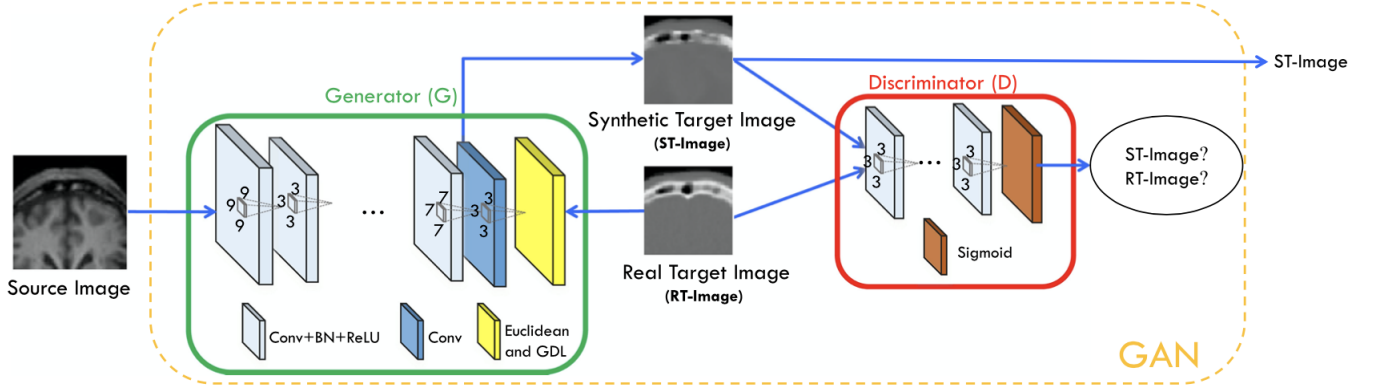 Source Image
Generator (G)
9
9
9
3
3
3
...
7
7
7
3
3
3
Conv+BN+ReLU
Conv
Euclidean
and GDL
Synthetic Target Image
(ST-Image)
Real Target Image
(RT-Image)
Discriminator (D)
3
3
3
...
3
3
3
Sigmoid
ST-Image?
RT-Image?
ST-Image
GAN